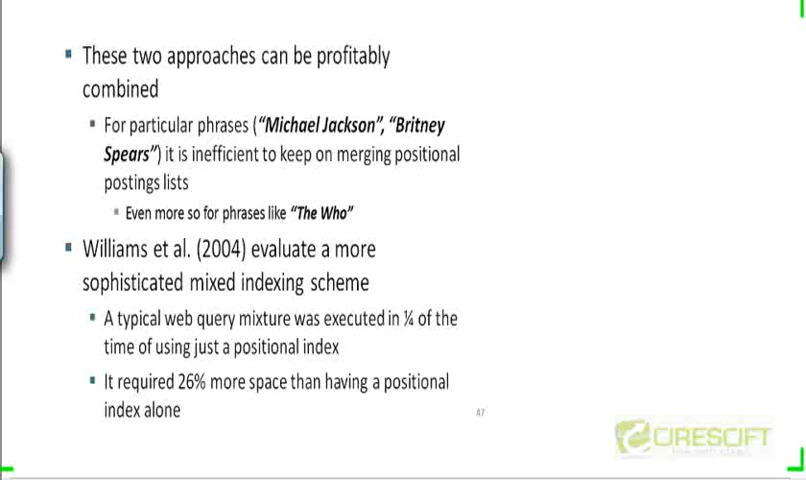 These two approaches can be profitably
combined
For particular phrases (“Michael Jackson”, “Britney
Spears”) it is inefficient to keep on merging positional
postings lists
Even more so for phrases like “The Who”
Williams et al. (2004) evaluate a more
sophisticated mixed indexing scheme
A typical web query mixture was executed in ¼ of the
time of using just a positional index
It required 26% more space than having a positional
index alone
47